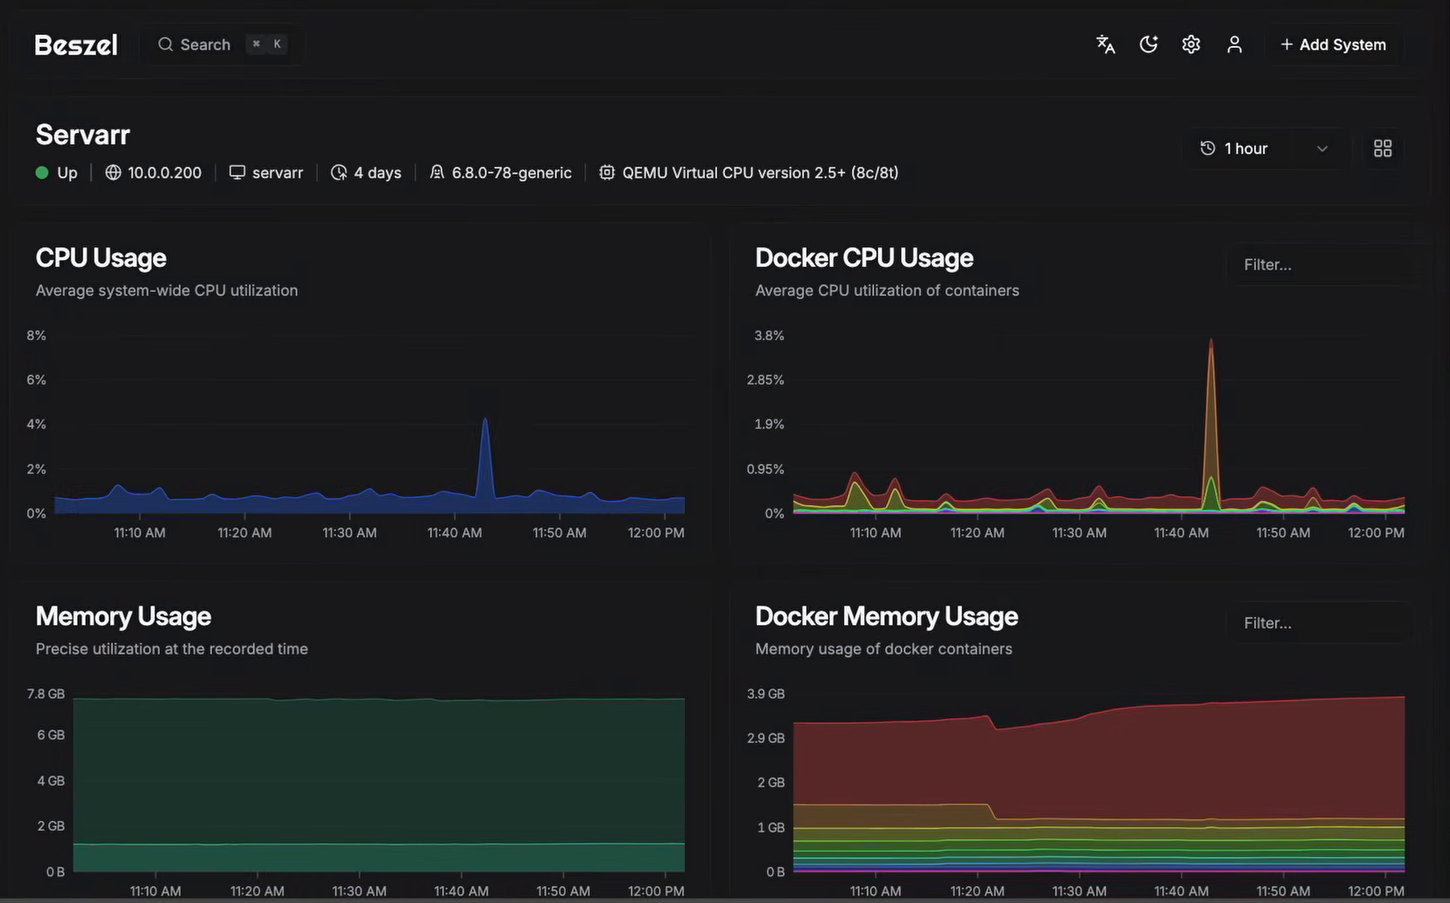 Beszel
Search ⌘ K
+ Add System
Servarr
Up | 10.0.0.200 | servarr | 4 days | 6.8.0-78-generic | QEMU Virtual CPU version 2.5+ (8c/8t)
1 hour
CPU Usage
Average system-wide CPU utilization
8%
6%
4%
2%
0%
11:10 AM 11:20 AM 11:30 AM 11:40 AM 11:50 AM 12:00 PM
Docker CPU Usage
Average CPU utilization of containers
Filter...
3.8%
2.85%
1.9%
0.95%
0%
11:10 AM 11:20 AM 11:30 AM 11:40 AM 11:50 AM 12:00 PM
Memory Usage
Precise utilization at the recorded time
7.8 GB
6 GB
4 GB
2 GB
0 B
11:10 AM 11:20 AM 11:30 AM 11:40 AM 11:50 AM 12:00 PM
Docker Memory Usage
Memory usage of docker containers
Filter...
3.9 GB
2.9 GB
2 GB
1 GB
0 B
11:10 AM 11:20 AM 11:30 AM 11:40 AM 11:50 AM 12:00 PM